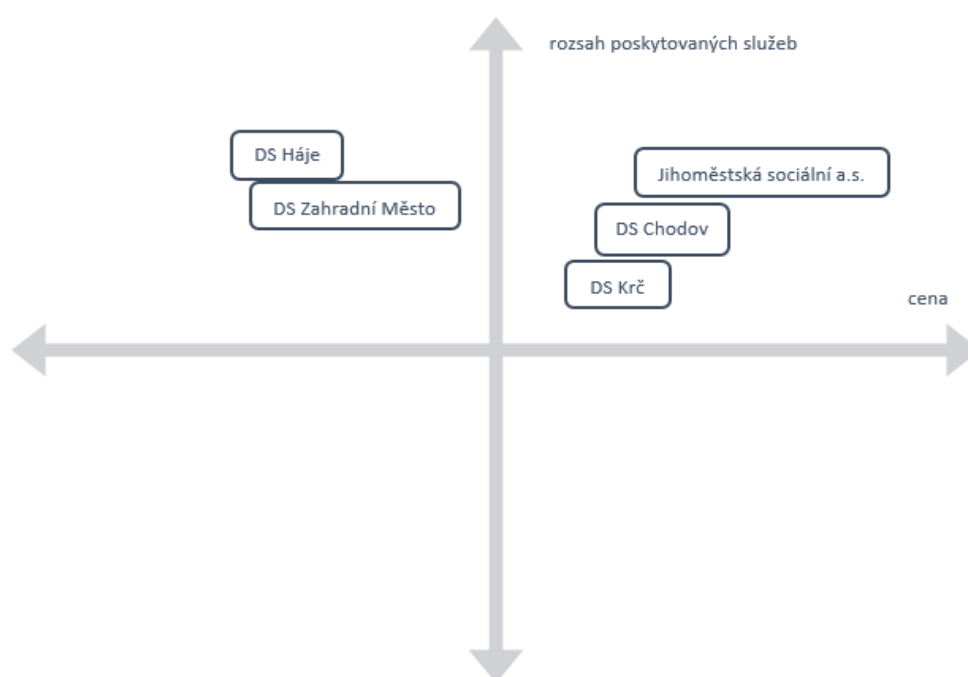 rozsah poskytovaných služeb
DS Háje
Jihoměstská sociální a.s.
DS Zahradní Město
DS Chodov
DS Krč
cena